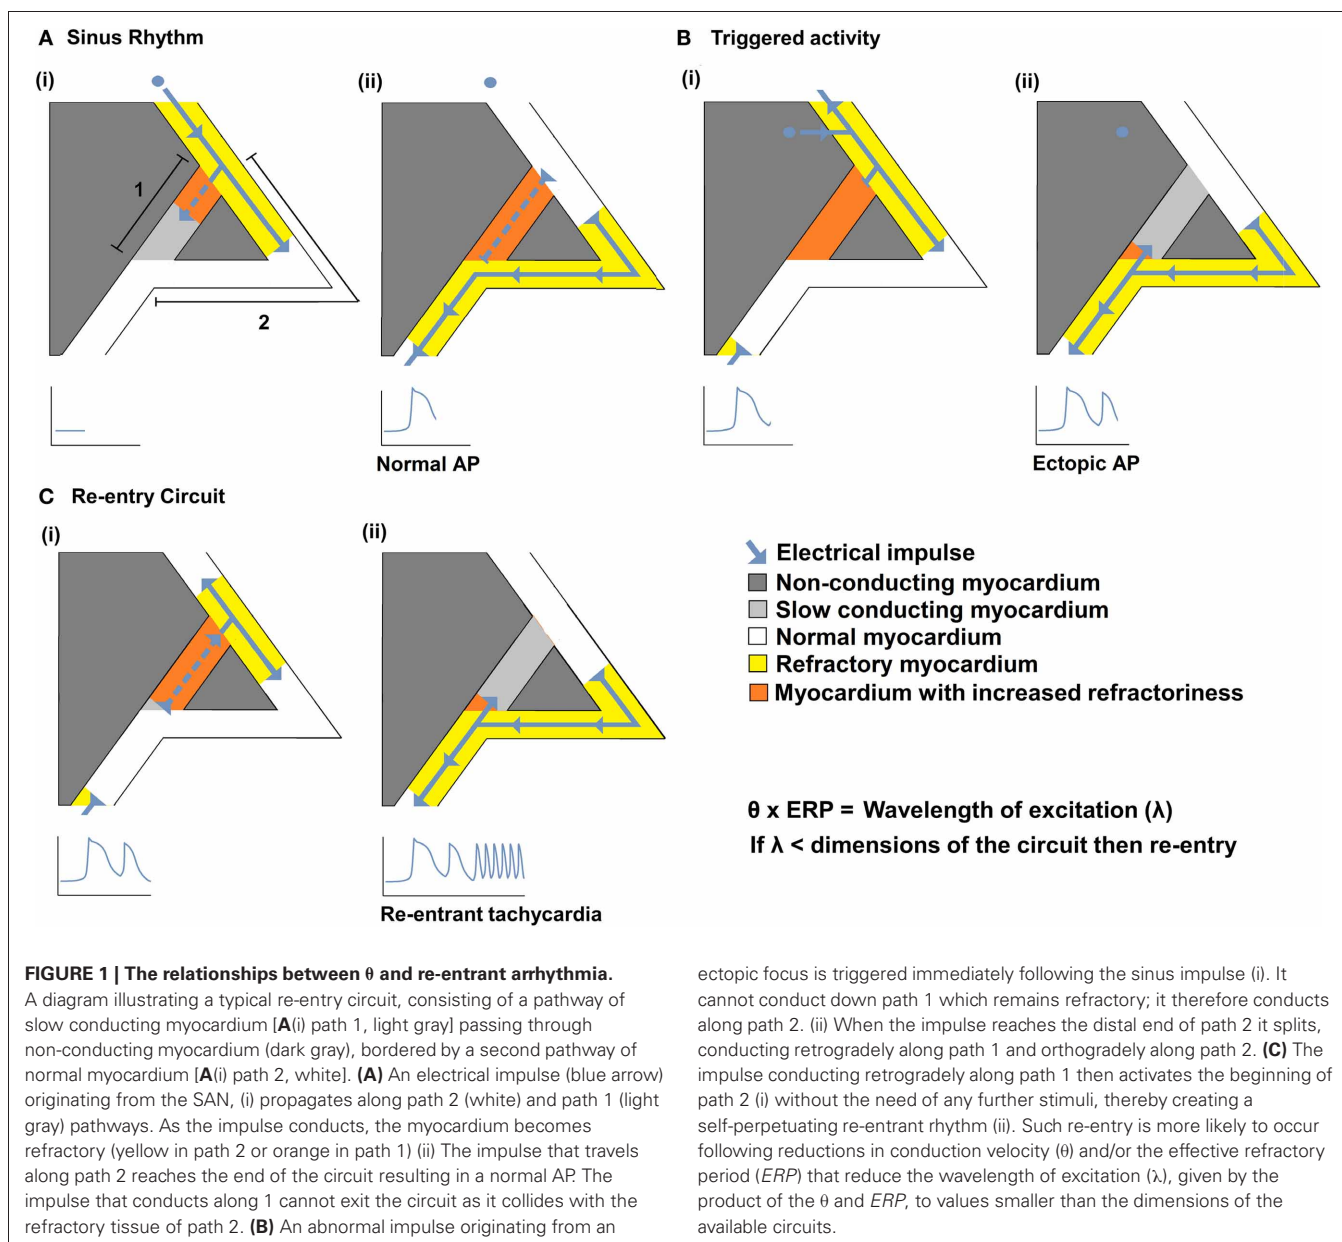 A Sinus Rhythm
(i)
(ii)
1
2
Normal AP
B Triggered activity
(i)
(ii)
Ectopic AP
C Re-entry Circuit
(i)
(ii)
Re-entrant tachycardia
Electrical impulse
Non-conducting myocardium
Slow conducting myocardium
Normal myocardium
Refractory myocardium
Myocardium with increased refractoriness
θ x ERP = Wavelength of excitation (λ)
If λ < dimensions of the circuit then re-entry
FIGURE 1 | The relationships between θ and re-entrant arrhythmia.
A diagram illustrating a typical re-entry circuit, consisting of a pathway of
slow conducting myocardium [A(i) path 1, light gray] passing through
non-conducting myocardium (dark gray), bordered by a second pathway of
normal myocardium [A(i) path 2, white]. (A) An electrical impulse (blue arrow)
originating from the SAN, (i) propagates along path 2 (white) and path 1 (light
gray) pathways. As the impulse conducts, the myocardium becomes
refractory (yellow in path 2 or orange in path 1) (ii) The impulse that travels
along path 2 reaches the end of the circuit resulting in a normal AP. The
impulse that conducts along 1 cannot exit the circuit as it collides with the
refractory tissue of path 2. (B) An abnormal impulse originating from an
ectopic focus is triggered immediately following the sinus impulse (i). It
cannot conduct down path 1 which remains refractory; it therefore conducts
along path 2. (ii) When the impulse reaches the distal end of path 2 it splits,
conducting retrogradely along path 1 and orthogradely along path 2. (C) The
impulse conducting retrogradely along path 1 then activates the beginning of
path 2 (i) without the need of any further stimuli, thereby creating a
self-perpetuating re-entrant rhythm (ii). Such re-entry is more likely to occur
following reductions in conduction velocity (θ) and/or the effective refractory
period (ERP) that reduce the wavelength of excitation (λ), given by the
product of the θ and ERP, to values smaller than the dimensions of the
available circuits.